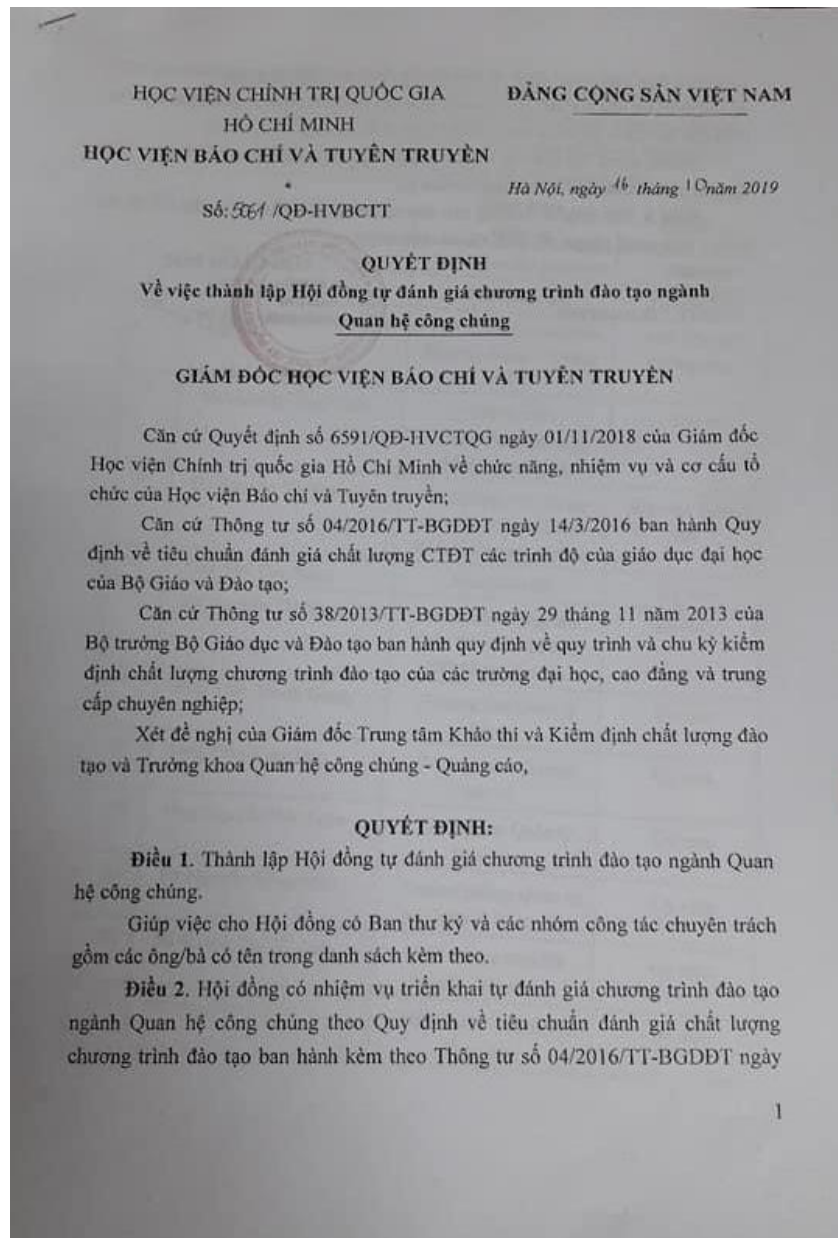 HỌC VIỆN CHÍNH TRỊ QUỐC GIA
HỒ CHÍ MINH
HỌC VIỆN BÁO CHÍ VÀ TUYÊN TRUYỀN
*
Số: 5061 /QĐ-HVBCTT
ĐẢNG CỘNG SẢN VIỆT NAM
Hà Nội, ngày 16 tháng 10 năm 2019
QUYẾT ĐỊNH
Về việc thành lập Hội đồng tự đánh giá chương trình đào tạo ngành
Quan hệ công chúng
GIÁM ĐỐC HỌC VIỆN BÁO CHÍ VÀ TUYÊN TRUYỀN
Căn cứ Quyết định số 6591/QĐ-HVCTQG ngày 01/11/2018 của Giám đốc
Học viện Chính trị quốc gia Hồ Chí Minh về chức năng, nhiệm vụ và cơ cấu tổ
chức của Học viện Báo chí và Tuyên truyền;
Căn cứ Thông tư số 04/2016/TT-BGDĐT ngày 14/3/2016 ban hành Quy
định về tiêu chuẩn đánh giá chất lượng CTĐT các trình độ của giáo dục đại học
của Bộ Giáo và Đào tạo;
Căn cứ Thông tư số 38/2013/TT-BGDĐT ngày 29 tháng 11 năm 2013 của
Bộ trưởng Bộ Giáo dục và Đào tạo ban hành quy định về quy trình và chu kỳ kiểm
định chất lượng chương trình đào tạo của các trường đại học, cao đẳng và trung
cấp chuyên nghiệp;
Xét đề nghị của Giám đốc Trung tâm Khảo thí và Kiểm định chất lượng đào
tạo và Trưởng khoa Quan hệ công chúng - Quảng cáo,
QUYẾT ĐỊNH:
Điều 1. Thành lập Hội đồng tự đánh giá chương trình đào tạo ngành Quan
hệ công chúng.
Giúp việc cho Hội đồng có Ban thư ký và các nhóm công tác chuyên trách
gồm các ông/bà có tên trong danh sách kèm theo.
Điều 2. Hội đồng có nhiệm vụ triển khai tự đánh giá chương trình đào tạo
ngành Quan hệ công chúng theo Quy định về tiêu chuẩn đánh giá chất lượng
chương trình đào tạo ban hành kèm theo Thông tư số 04/2016/TT-BGDĐT ngày
1